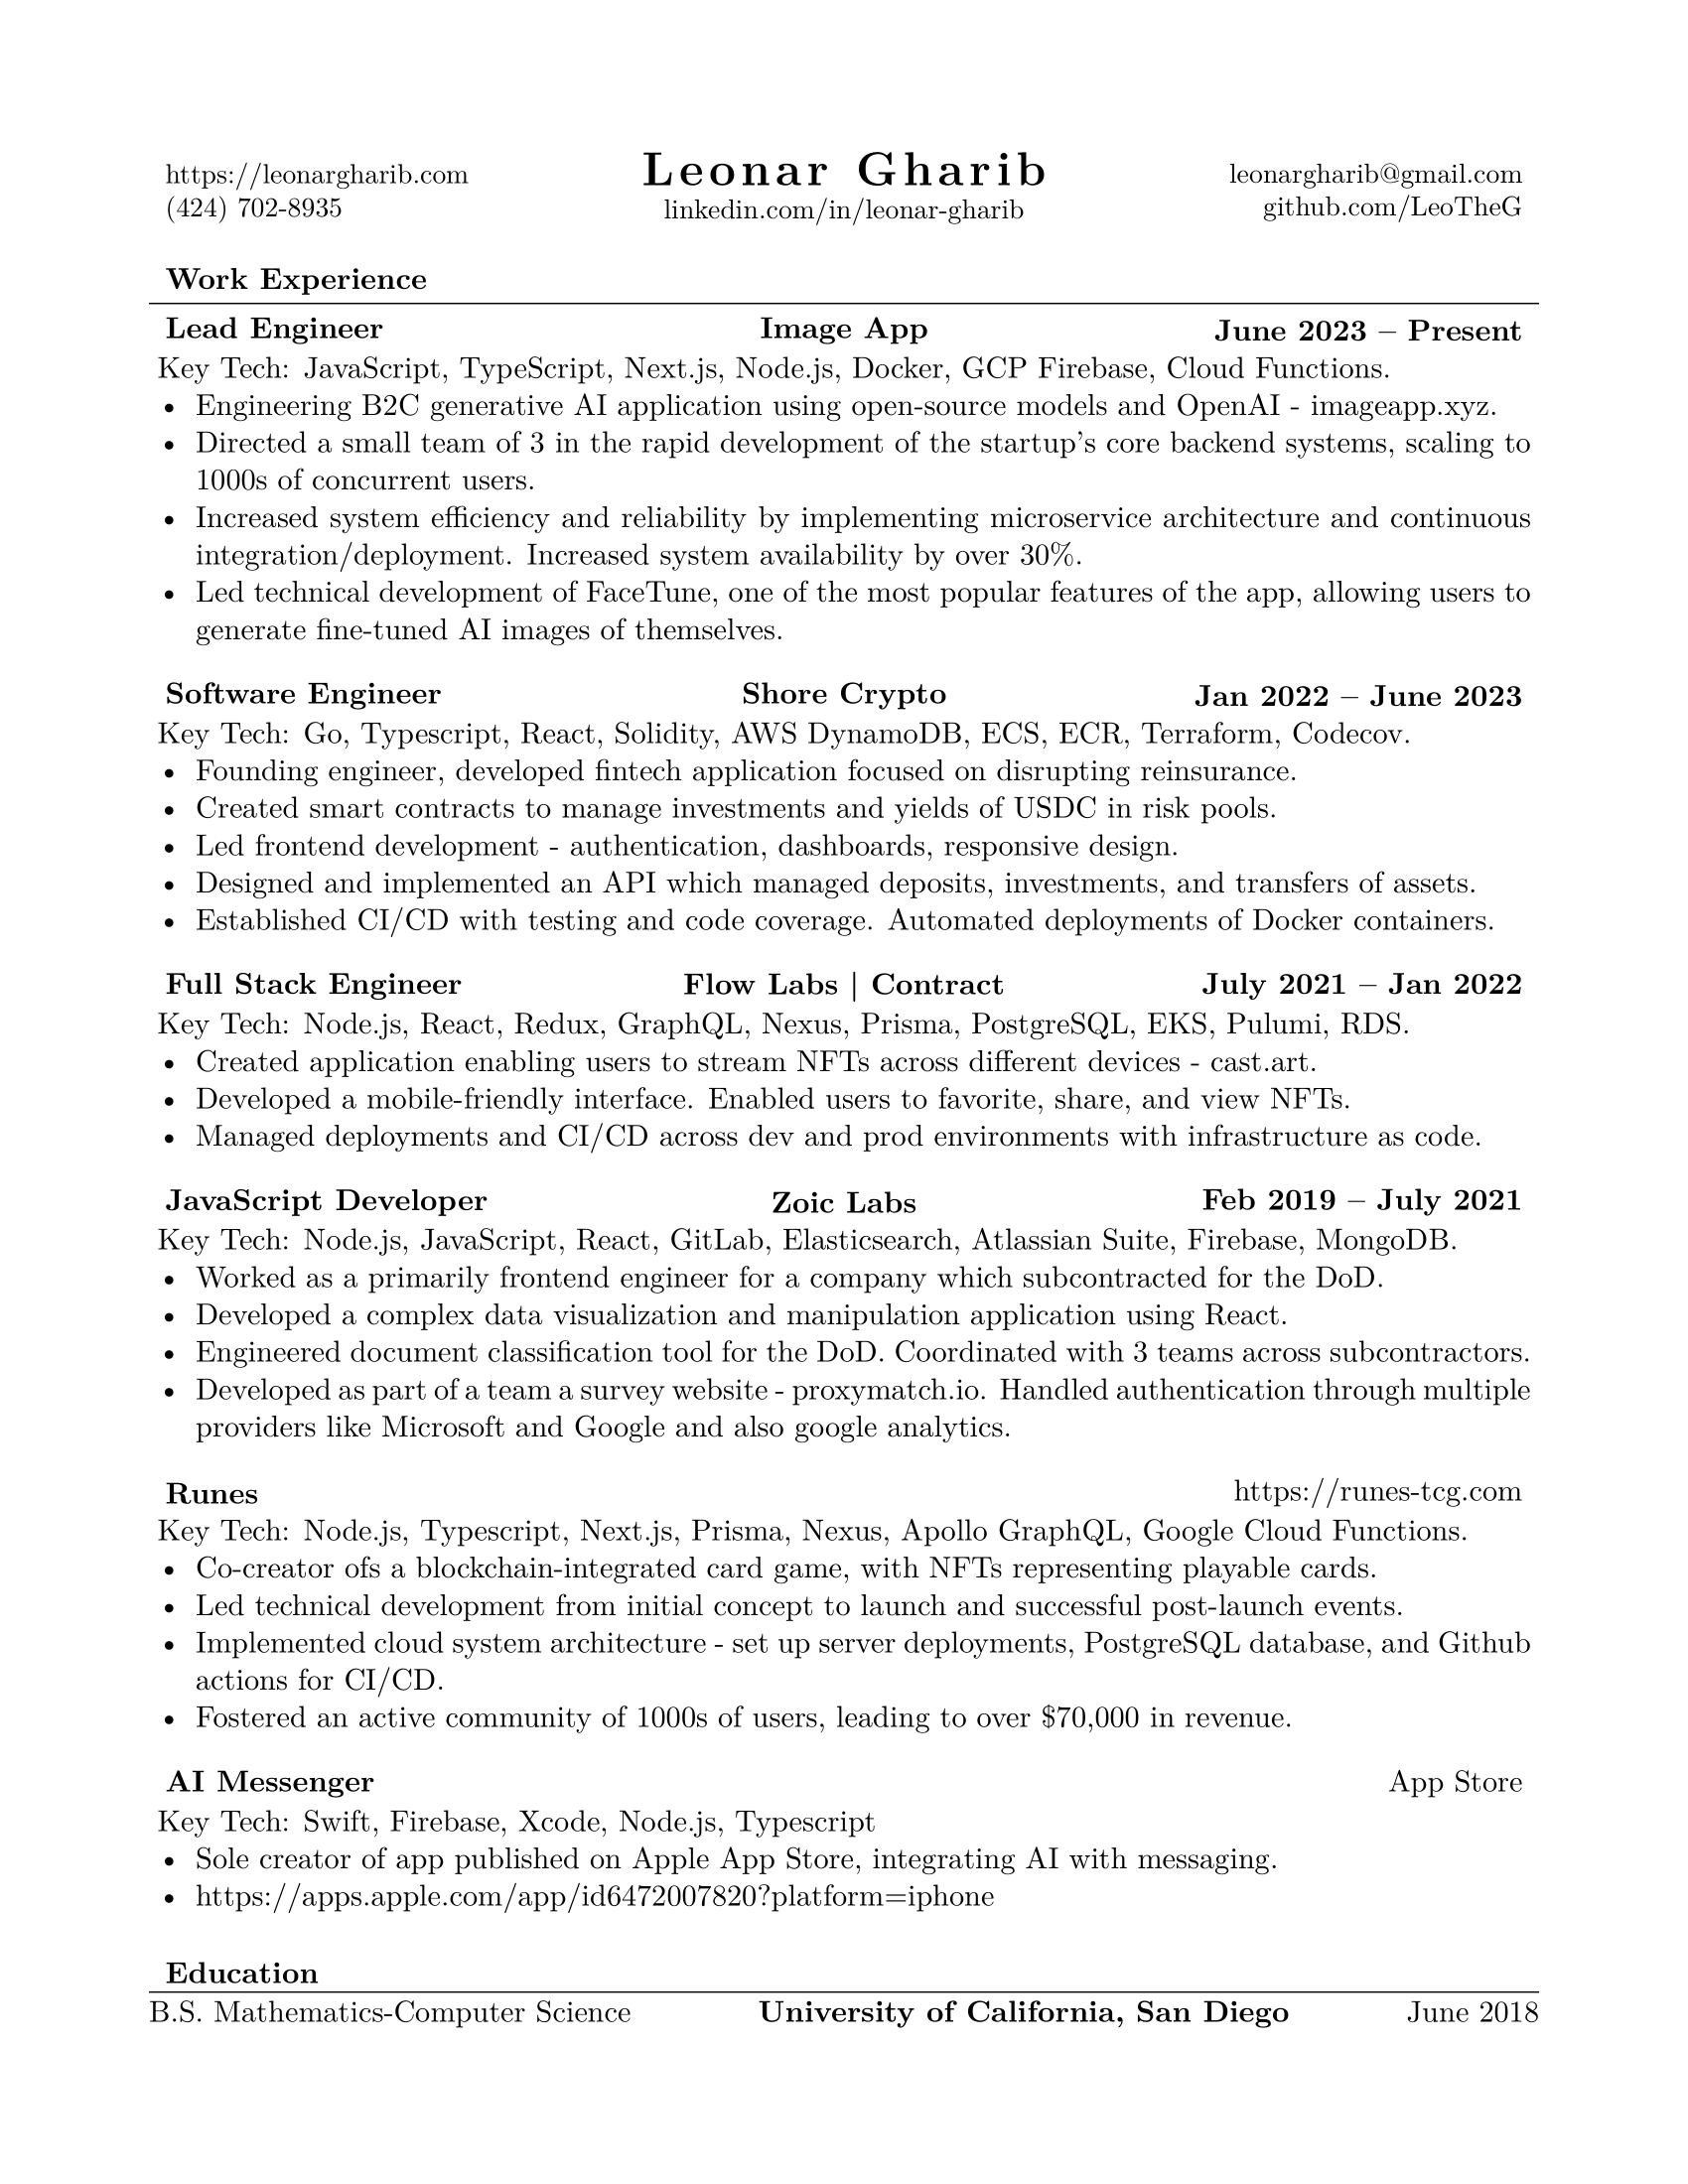 https://leonargharib.com Leonar Gharib leonargharib@gmail.com
(424) 702-8935 linkedin.com/in/leonar-gharib github.com/LeoTheG
Work Experience
Lead Engineer Image App June 2023 – Present
Key Tech: JavaScript, TypeScript, Next.js, Node.js, Docker, GCP Firebase, Cloud Functions.
• Engineering B2C generative AI application using open-source models and OpenAI - imageapp.xyz.
• Directed a small team of 3 in the rapid development of the startup's core backend systems, scaling to
1000s of concurrent users.
• Increased system efficiency and reliability by implementing microservice architecture and continuous
integration/deployment. Increased system availability by over 30%.
• Led technical development of FaceTune, one of the most popular features of the app, allowing users to
generate fine-tuned AI images of themselves.
Software Engineer Shore Crypto Jan 2022 – June 2023
Key Tech: Go, Typescript, React, Solidity, AWS DynamoDB, ECS, ECR, Terraform, Codecov.
• Founding engineer, developed fintech application focused on disrupting reinsurance.
• Created smart contracts to manage investments and yields of USDC in risk pools.
• Led frontend development - authentication, dashboards, responsive design.
• Designed and implemented an API which managed deposits, investments, and transfers of assets.
• Established CI/CD with testing and code coverage. Automated deployments of Docker containers.
Full Stack Engineer Flow Labs | Contract July 2021 – Jan 2022
Key Tech: Node.js, React, Redux, GraphQL, Nexus, Prisma, PostgreSQL, EKS, Pulumi, RDS.
• Created application enabling users to stream NFTs across different devices - cast.art.
• Developed a mobile-friendly interface. Enabled users to favorite, share, and view NFTs.
• Managed deployments and CI/CD across dev and prod environments with infrastructure as code.
JavaScript Developer Zoic Labs Feb 2019 – July 2021
Key Tech: Node.js, JavaScript, React, GitLab, Elasticsearch, Atlassian Suite, Firebase, MongoDB.
• Worked as a primarily frontend engineer for a company which subcontracted for the DoD.
• Developed a complex data visualization and manipulation application using React.
• Engineered document classification tool for the DoD. Coordinated with 3 teams across subcontractors.
• Developed as part of a team a survey website - proxymatch.io. Handled authentication through multiple
providers like Microsoft and Google and also google analytics.
Runes https://runes-tcg.com
Key Tech: Node.js, Typescript, Next.js, Prisma, Nexus, Apollo GraphQL, Google Cloud Functions.
• Co-creator ofs a blockchain-integrated card game, with NFTs representing playable cards.
• Led technical development from initial concept to launch and successful post-launch events.
• Implemented cloud system architecture - set up server deployments, PostgreSQL database, and Github
actions for CI/CD.
• Fostered an active community of 1000s of users, leading to over $70,000 in revenue.
AI Messenger App Store
Key Tech: Swift, Firebase, Xcode, Node.js, Typescript
• Sole creator of app published on Apple App Store, integrating AI with messaging.
• https://apps.apple.com/app/id6472007820?platform=iphone
Education
B.S. Mathematics-Computer Science University of California, San Diego June 2018